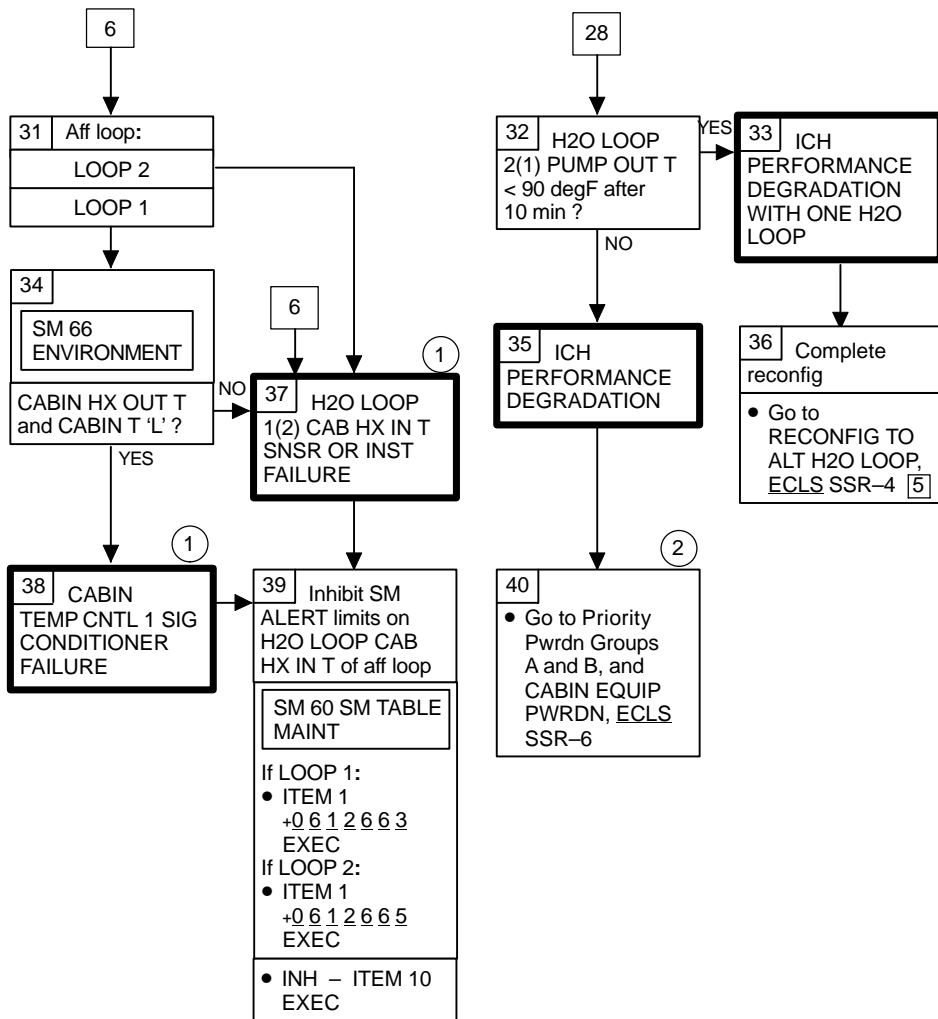 6
31 Aff loop:
LOOP 2
LOOP 1
34
SM 66
ENVIRONMENT
CABIN HX OUT T
and CABIN T ‘L’ ?
NO
YES
6
1
37 H2O LOOP
1(2) CAB HX IN T
SNSR OR INST
FAILURE
1
38 CABIN
TEMP CNTL 1 SIG
CONDITIONER
FAILURE
39 Inhibit SM
ALERT limits on
H2O LOOP CAB
HX IN T of aff loop
SM 60 SM TABLE
MAINT
If LOOP 1:
• ITEM 1
+0 6 1 2 6 6 3
EXEC
If LOOP 2:
• ITEM 1
+0 6 1 2 6 6 5
EXEC
• INH – ITEM 10
EXEC
28
32 H2O LOOP
2(1) PUMP OUT T
< 90 degF after
10 min ?
YES
NO
33 ICH
PERFORMANCE
DEGRADATION
WITH ONE H2O
LOOP
35 ICH
PERFORMANCE
DEGRADATION
36 Complete
reconfig
• Go to
RECONFIG TO
ALT H2O LOOP,
ECLS SSR–4 5
2
40
• Go to Priority
Pwrdn Groups
A and B, and
CABIN EQUIP
PWRDN, ECLS
SSR–6